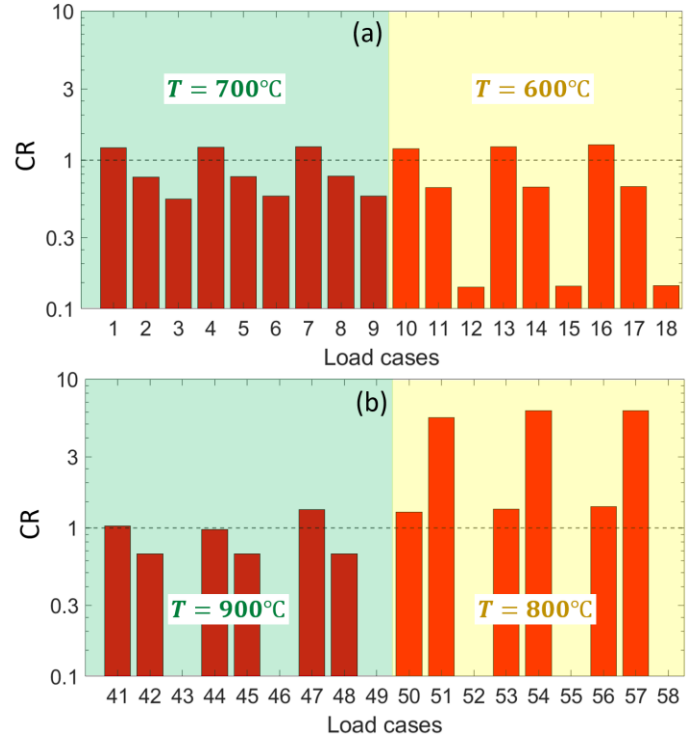 (a)
T = 700°C
T = 600°C
10
3
1
0.3
0.1
CR
1 2 3 4 5 6 7 8 9 10 11 12 13 14 15 16 17 18
Load cases
(b)
10
3
1
0.3
0.1
CR
T = 900°C
T = 800°C
41 42 43 44 45 46 47 48 49 50 51 52 53 54 55 56 57 58
Load cases